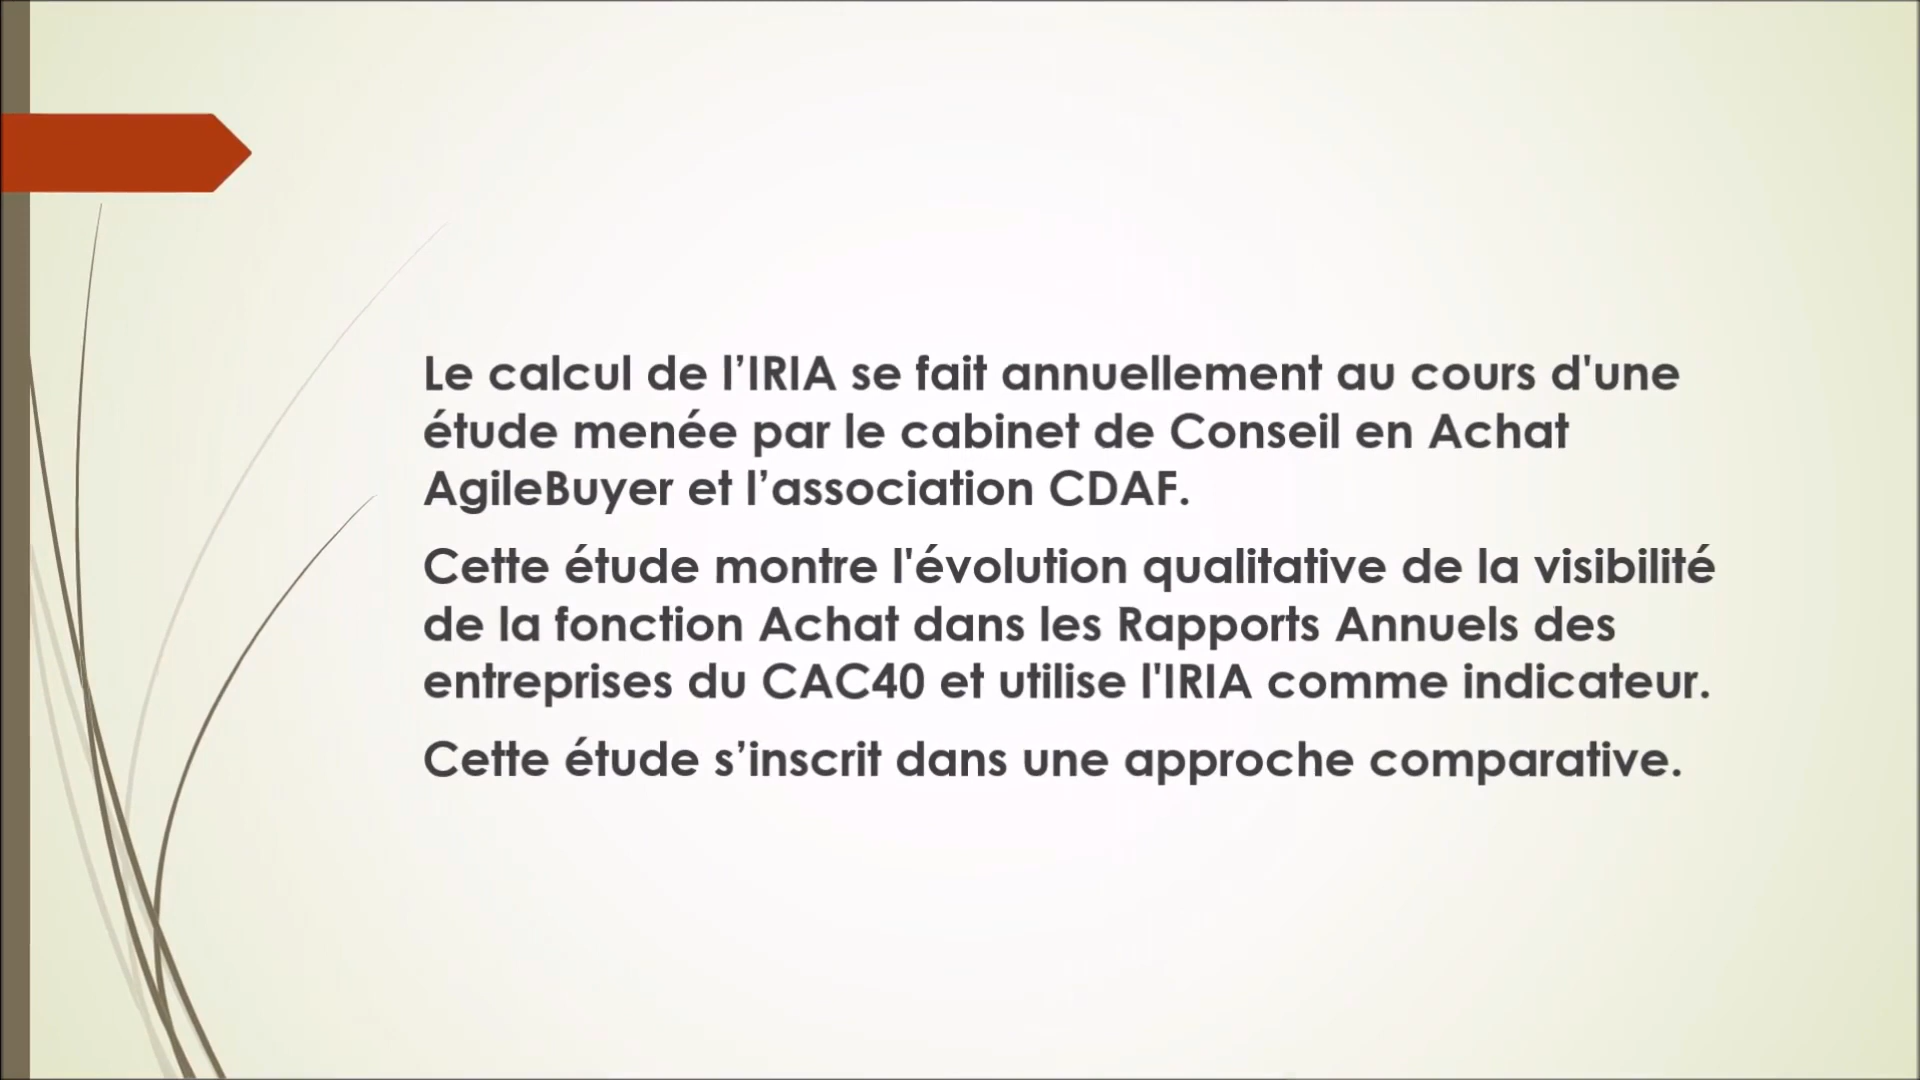 Le calcul de l’IRIA se fait annuellement au cours d'une
étude menée par le cabinet de Conseil en Achat
AgileBuyer et l’association CDAF.
Cette étude montre l'évolution qualitative de la visibilité
de la fonction Achat dans les Rapports Annuels des
entreprises du CAC40 et utilise l'IRIA comme indicateur.
Cette étude s’inscrit dans une approche comparative.